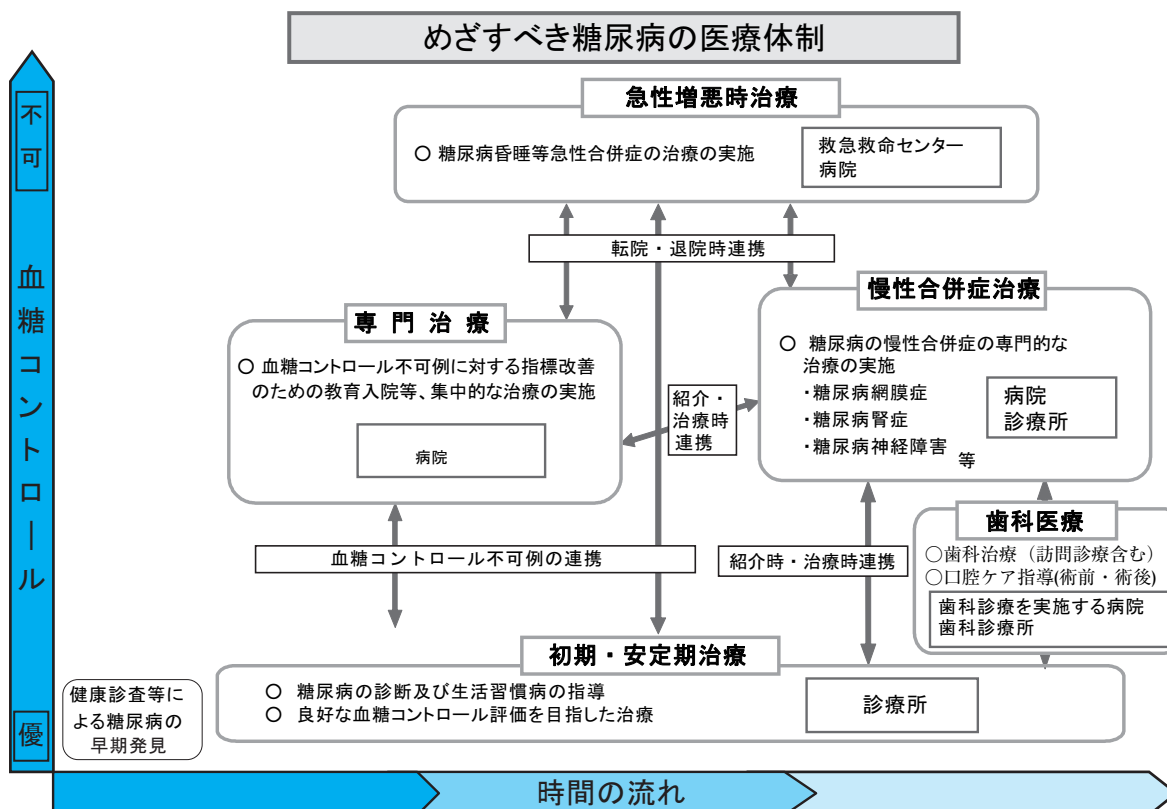 めざすべき糖尿病の医療体制
不可
血糖コントロール
優
急性増悪時治療
○ 糖尿病昏睡等急性合併症の治療の実施
救急救命センター
病院
転院・退院時連携
専門治療
○ 血糖コントロール不可例に対する指標改善
のための教育入院等、集中的な治療の実施
病院
紹介・
治療時
連携
慢性合併症治療
○ 糖尿病の慢性合併症の専門的な
治療の実施
・糖尿病網膜症
・糖尿病腎症
・糖尿病神経障害 等
病院
診療所
血糖コントロール不可例の連携
紹介時・治療時連携
歯科医療
○歯科治療（訪問診療含む）
○口腔ケア指導(術前・術後)
歯科診療を実施する病院
歯科診療所
初期・安定期治療
○ 糖尿病の診断及び生活習慣病の指導
○ 良好な血糖コントロール評価を目指した治療
診療所
健康診査等に
よる糖尿病の
早期発見
時間の流れ